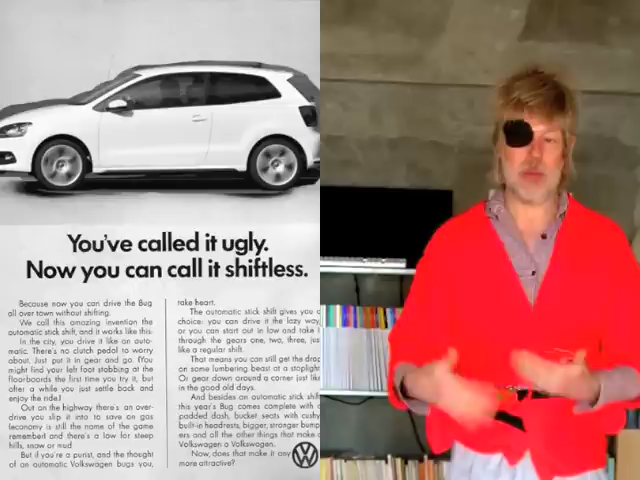 You've called it ugly.
Now you can call it shiftless.
Because now you can drive the Bug
all over town without shifting.
We call this amazing invention the
automatic stick shift, and it works like this:
In the city, you drive it like an auto-
matic. There's no clutch pedal to worry
about. Just put it in gear and go. (You
might find your left foot stabbing at the
floorboards the first time you try it, but
after a while you just settle back and
enjoy the ride.)
Out on the highway there's an over-
drive you slip it into to save on gas
(economy is still the name of the game
remember) and there's a low for steep
hills, snow or mud.
But if you're a purist, and the thought
of an automatic Volkswagen bugs you,
take heart.
The automatic stick shift gives you a
choice: you can drive it the lazy way,
or you can start out in low and take it
through the gears one, two, three, just
like a regular shift.
That means you can still get the drop
on some lumbering beast at a stoplight.
Or gear down around a corner just like
in the good old days.
And besides an automatic stick shift
this year's Bug comes complete with
padded dash, bucket seats with
built-in headrests, bigger, stronger
ers and all the other things that make a
Volkswagen a Volkswagen.
Now, does that make it any
more attractive?